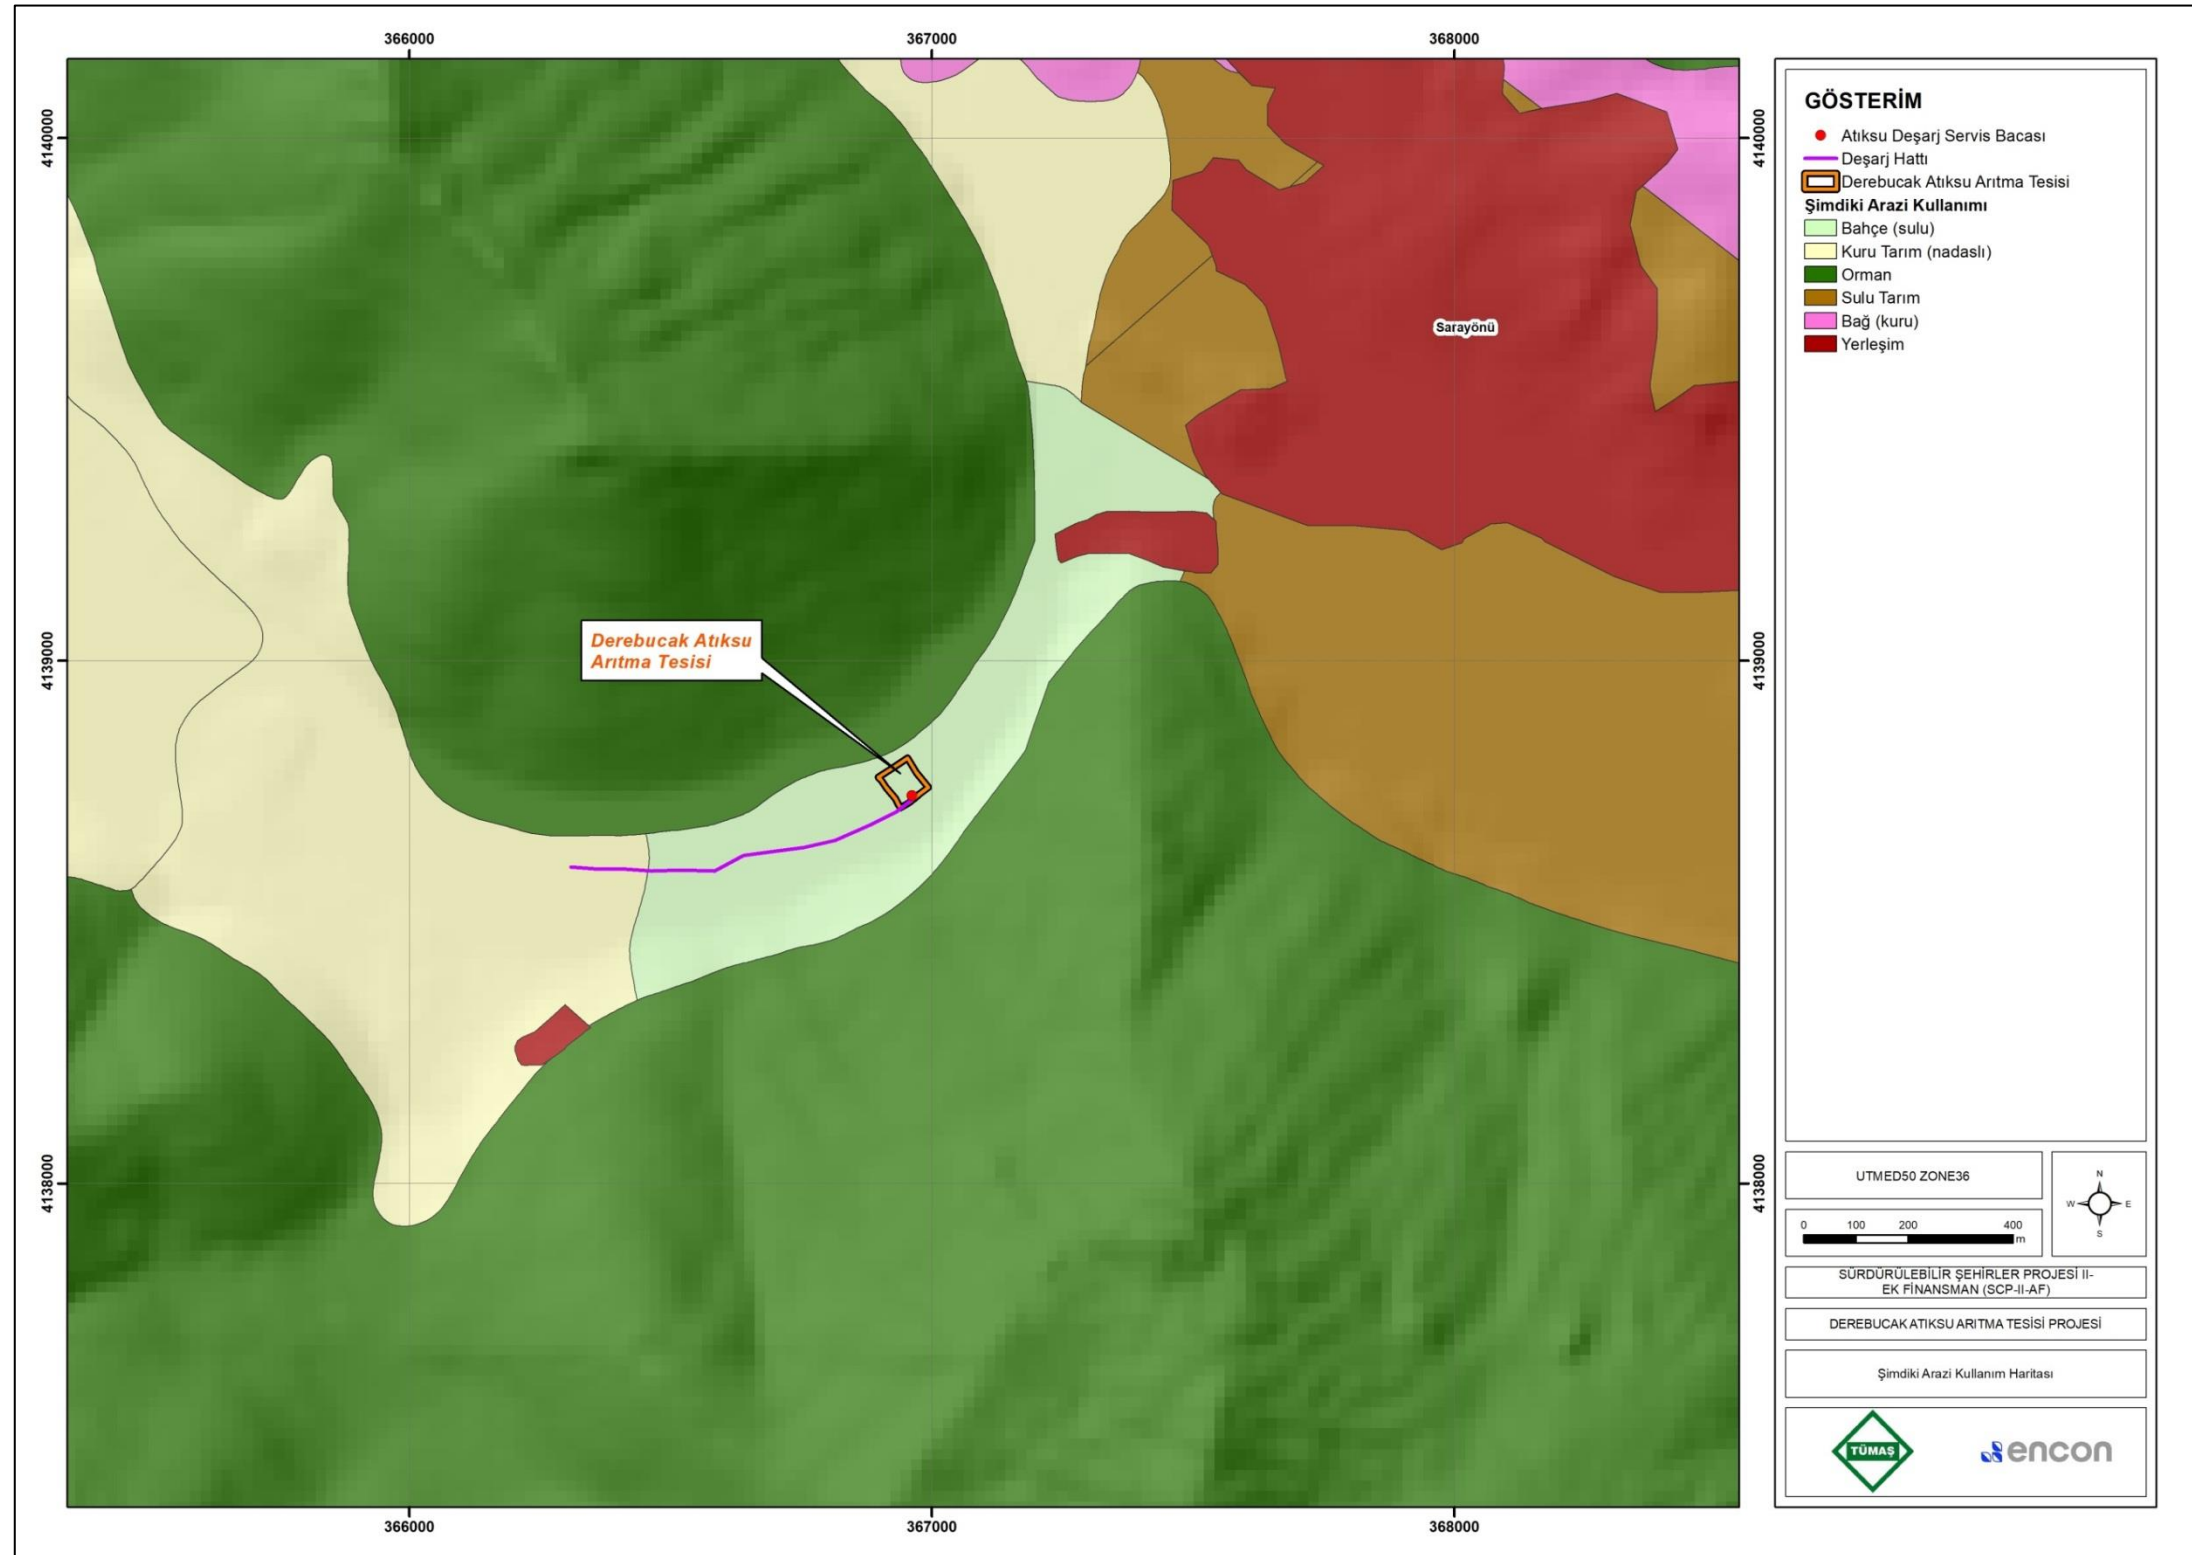 366000
367000
368000
4140000
4140000
4139000
4139000
4138000
4138000
Sarayönü
Derebucak Atıksu
Arıtma Tesisi
366000
367000
368000
GÖSTERİM
Atıksu Deşarj Servis Bacası
Deşarj Hattı
Derebucak Atıksu Arıtma Tesisi
Şimdiki Arazi Kullanımı
Bahçe (sulu)
Kuru Tarım (nadaslı)
Orman
Sulu Tarım
Bağ (kuru)
Yerleşim
UTMED50 ZONE36
N
W E
S
0 100 200 400
m
SÜRDÜRÜLEBİLİR ŞEHİRLER PROJESİ II-
EK FİNANSMAN (SCP-II-AF)
DEREBUCAK ATIKSU ARITMA TESİSİ PROJESİ
Şimdiki Arazi Kullanım Haritası
TÜMAŞ
encon